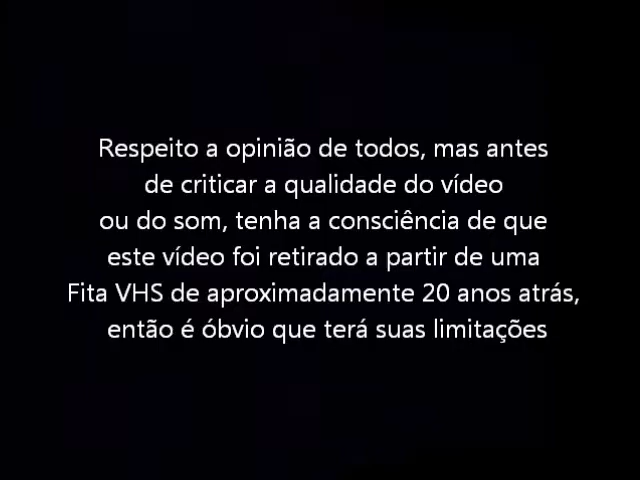 Respeito a opinião de todos, mas antes
de criticar a qualidade do vídeo
ou do som, tenha a consciência de que
este vídeo foi retirado a partir de uma
Fita VHS de aproximadamente 20 anos atrás,
então é óbvio que terá suas limitações